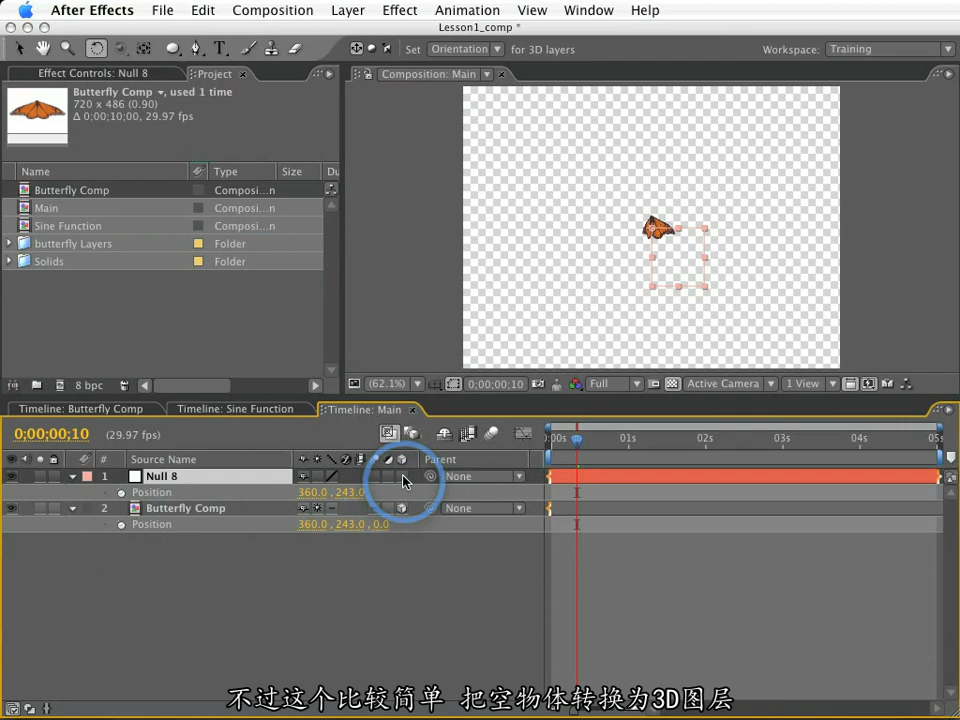 After Effects File Edit Composition Layer Effect Animation View Window Help
Lesson1_comp *
Set Orientation for 3D layers Workspace: Training
Effect Controls: Null 8 Project Composition: Main
Butterfly Comp, used 1 time
720 x 486 (0.90)
Δ 0;00;10;00, 29.97 fps
Name Type Size Du
Butterfly Comp Composi...n
Main Composi...n
Sine Function Composi...n
butterfly Layers Folder
Solids Folder
8 bpc (62.1%) 0;00;00;10 Full Active Camera 1 View
Timeline: Butterfly Comp Timeline: Sine Function Timeline: Main
0;00;00;10 (29.97 fps) :00s 01s 02s 03s 04s 05s
# Source Name Parent
1 Null 8 None
Position 360.0, 243.0
2 Butterfly Comp None
Position 360.0, 243.0, 0.0
不过这个比较简单 把空物体转换为3D图层